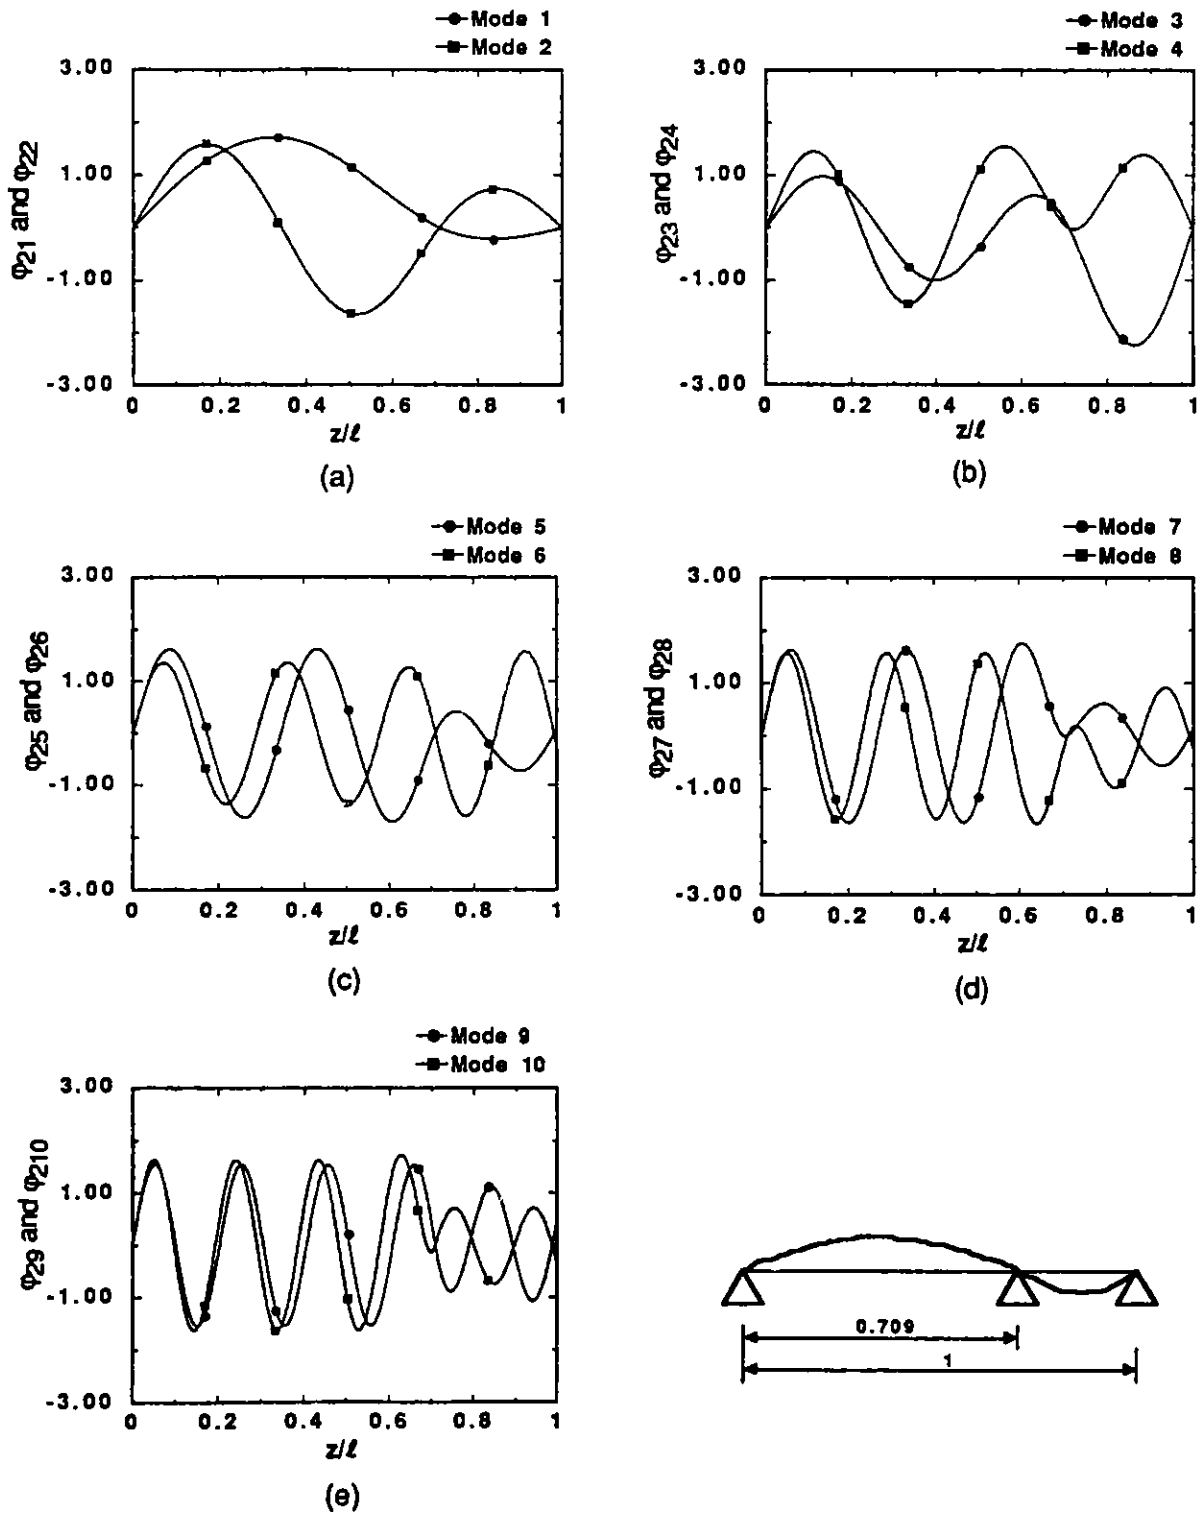 Mode 1
Mode 2
3.00
1.00
-1.00
-3.00
φ21 and φ22
0 0.2 0.4 0.6 0.8 1
z/ℓ
(a)
Mode 3
Mode 4
3.00
1.00
-1.00
-3.00
φ23 and φ24
0 0.2 0.4 0.6 0.8 1
z/ℓ
(b)
Mode 5
Mode 6
3.00
1.00
-1.00
-3.00
φ25 and φ26
0 0.2 0.4 0.6 0.8 1
z/ℓ
(c)
Mode 7
Mode 8
3.00
1.00
-1.00
-3.00
φ27 and φ28
0 0.2 0.4 0.6 0.8 1
z/ℓ
(d)
Mode 9
Mode 10
3.00
1.00
-1.00
-3.00
φ29 and φ210
0 0.2 0.4 0.6 0.8 1
z/ℓ
(e)
0.709
1